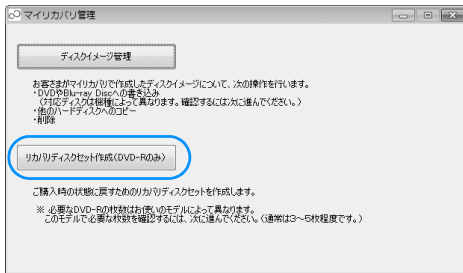 マイリカバリ管理
ディスクイメージ管理
お客さまがマイリカバリで作成したディスクイメージについて、次の操作を行います。
・DVDやBlu-ray Discへの書き込み
(対応ディスクは機種によって異なります。確認するには次に進んでください。)
・他のハードディスクへのコピー
・削除
リカバリディスクセット作成(DVD-Rのみ)
ご購入時の状態に戻すためのリカバリディスクセットを作成します。
※ 必要なDVD-Rの枚数はお使いのモデルによって異なります。
このモデルで必要な枚数を確認するには、次に進んでください。(通常は3~5枚程度です。)